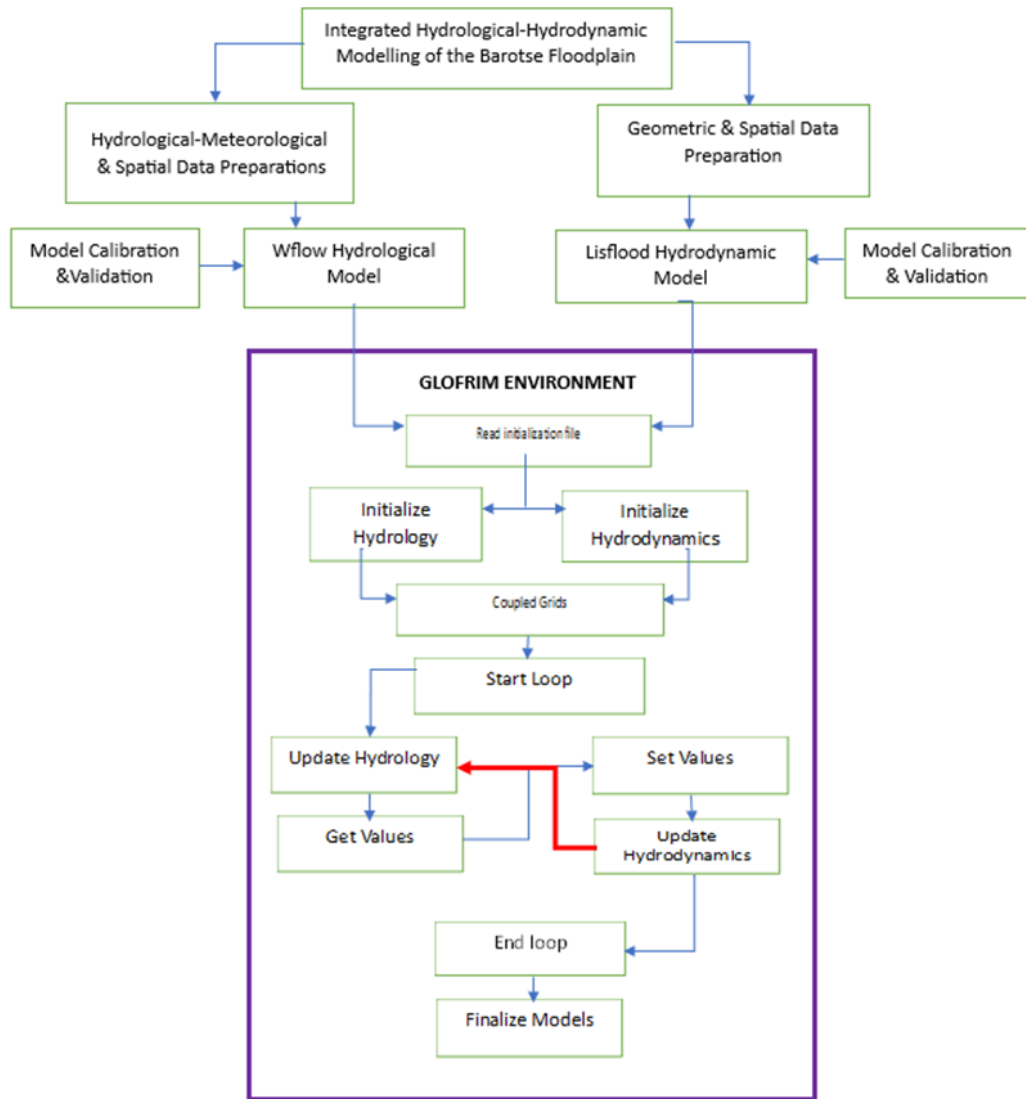 Integrated Hydrological-Hydrodynamic
Modelling of the Barotse Floodplain
Hydrological-Meteorological
& Spatial Data Preparations
Geometric & Spatial Data
Preparation
Model Calibration
&Validation
Wflow Hydrological
Model
Lisflood Hydrodynamic
Model
Model Calibration
& Validation
GLOFRIM ENVIRONMENT
Read initialization file
Initialize
Hydrology
Initialize
Hydrodynamics
Coupled Grids
Start Loop
Update Hydrology
Set Values
Get Values
Update
Hydrodynamics
End loop
Finalize Models